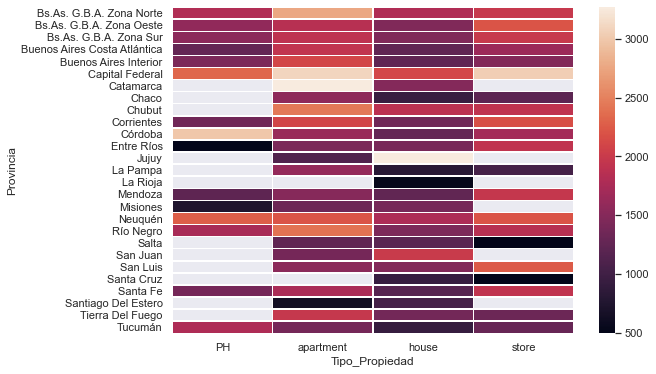 Provincia
Bs.As. G.B.A. Zona Norte
Bs.As. G.B.A. Zona Oeste
Bs.As. G.B.A. Zona Sur
Buenos Aires Costa Atlántica
Buenos Aires Interior
Capital Federal
Catamarca
Chaco
Chubut
Corrientes
Córdoba
Entre Ríos
Jujuy
La Pampa
La Rioja
Mendoza
Misiones
Neuquén
Río Negro
Salta
San Juan
San Luis
Santa Cruz
Santa Fe
Santiago Del Estero
Tierra Del Fuego
Tucumán
PH apartment house store
Tipo_Propiedad
3000
2500
2000
1500
1000
500